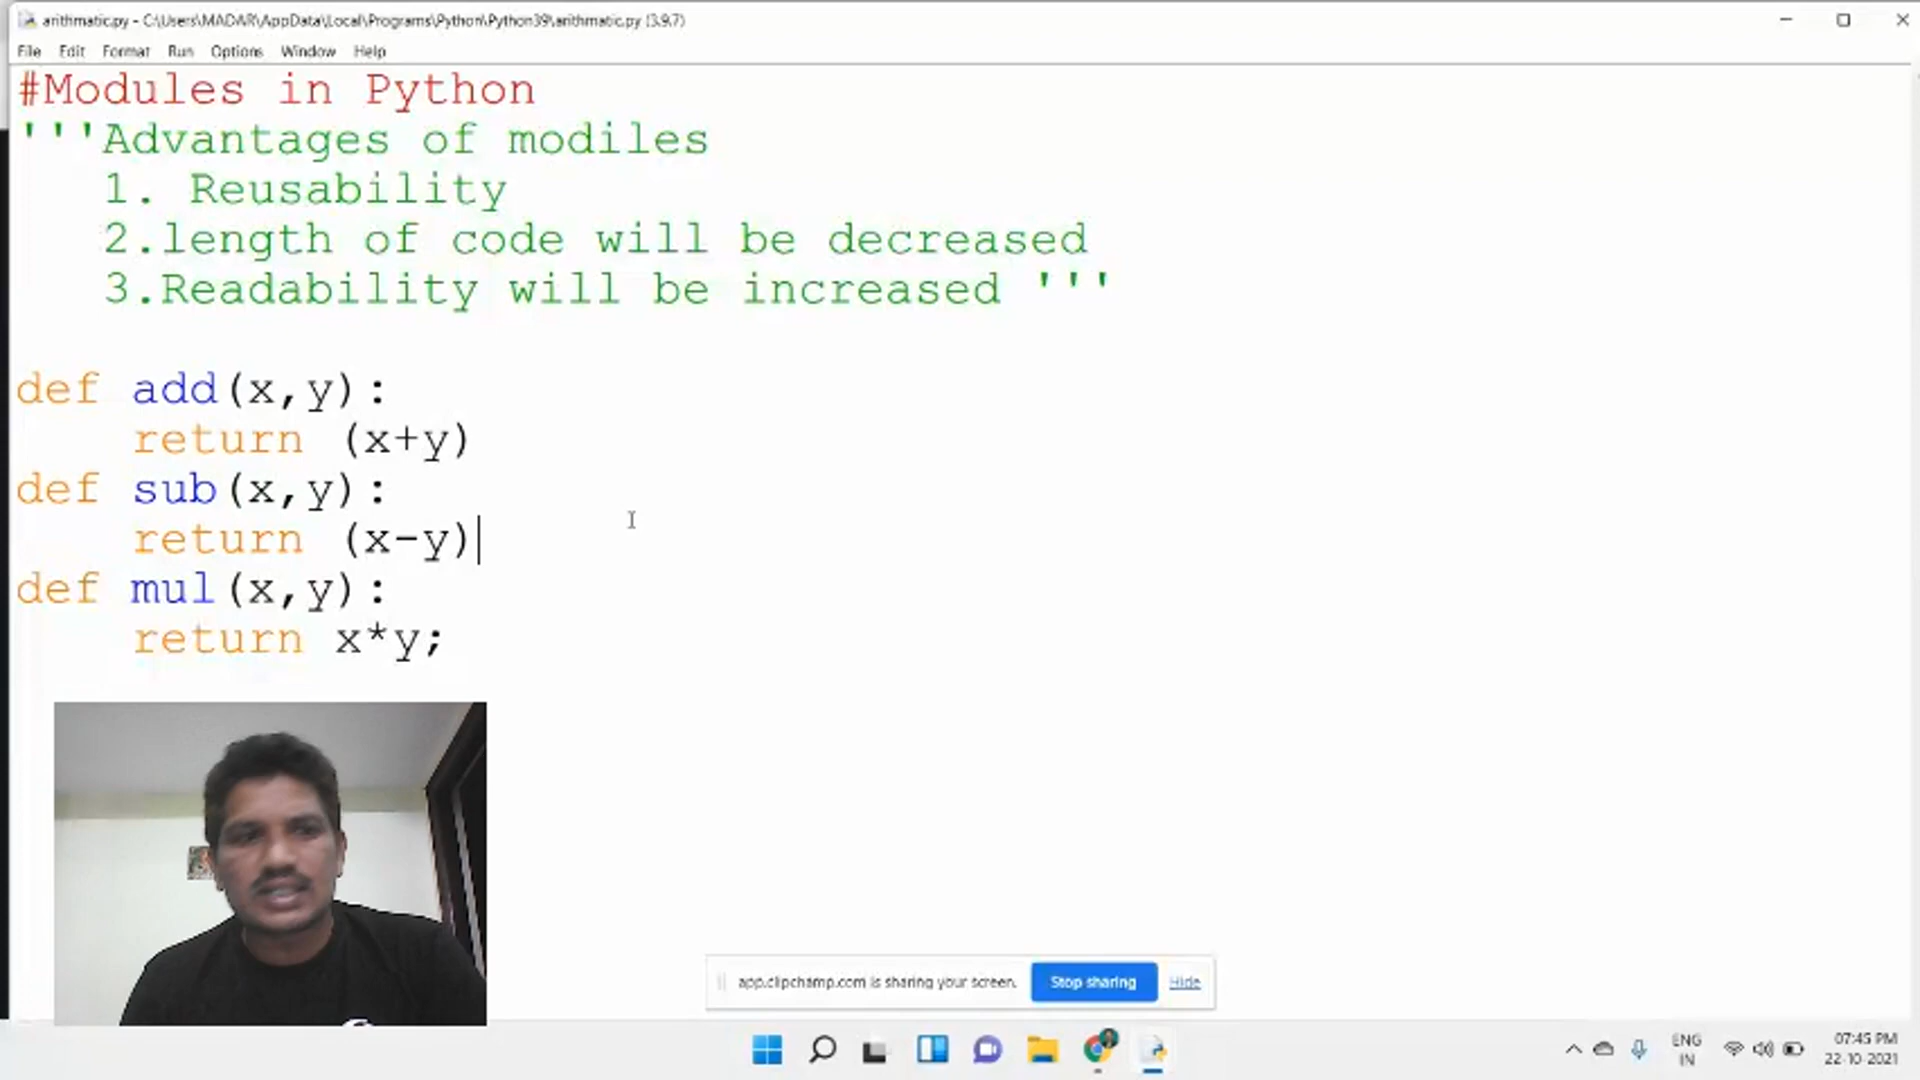 arithmatic.py - C:\Users\MADAR\AppData\Local\Programs\Python\Python39\arithmatic.py (3.9.7)
File Edit Format Run Options Window Help
#Modules in Python
'''Advantages of modiles
1. Reusability
2.length of code will be decreased
3.Readability will be increased '''
def add(x,y):
return (x+y)
def sub(x,y):
return (x-y)
def mul(x,y):
return x*y;
app.clipchamp.com is sharing your screen. Stop sharing Hide
ENG 07:45 PM
IN 22-10-2021